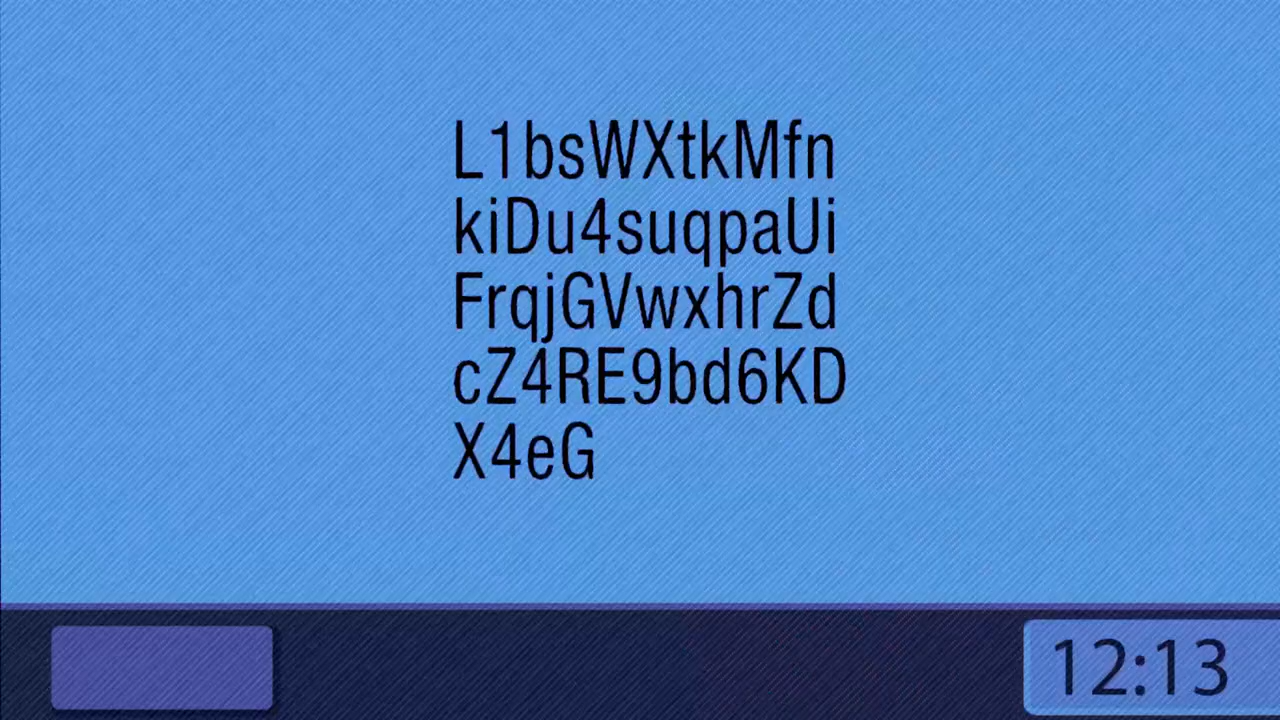 L1bsWXtkMfn
kiDu4suqpaUi
FrqjGVwxhrZd
cZ4RE9bd6KD
X4eG
12:13